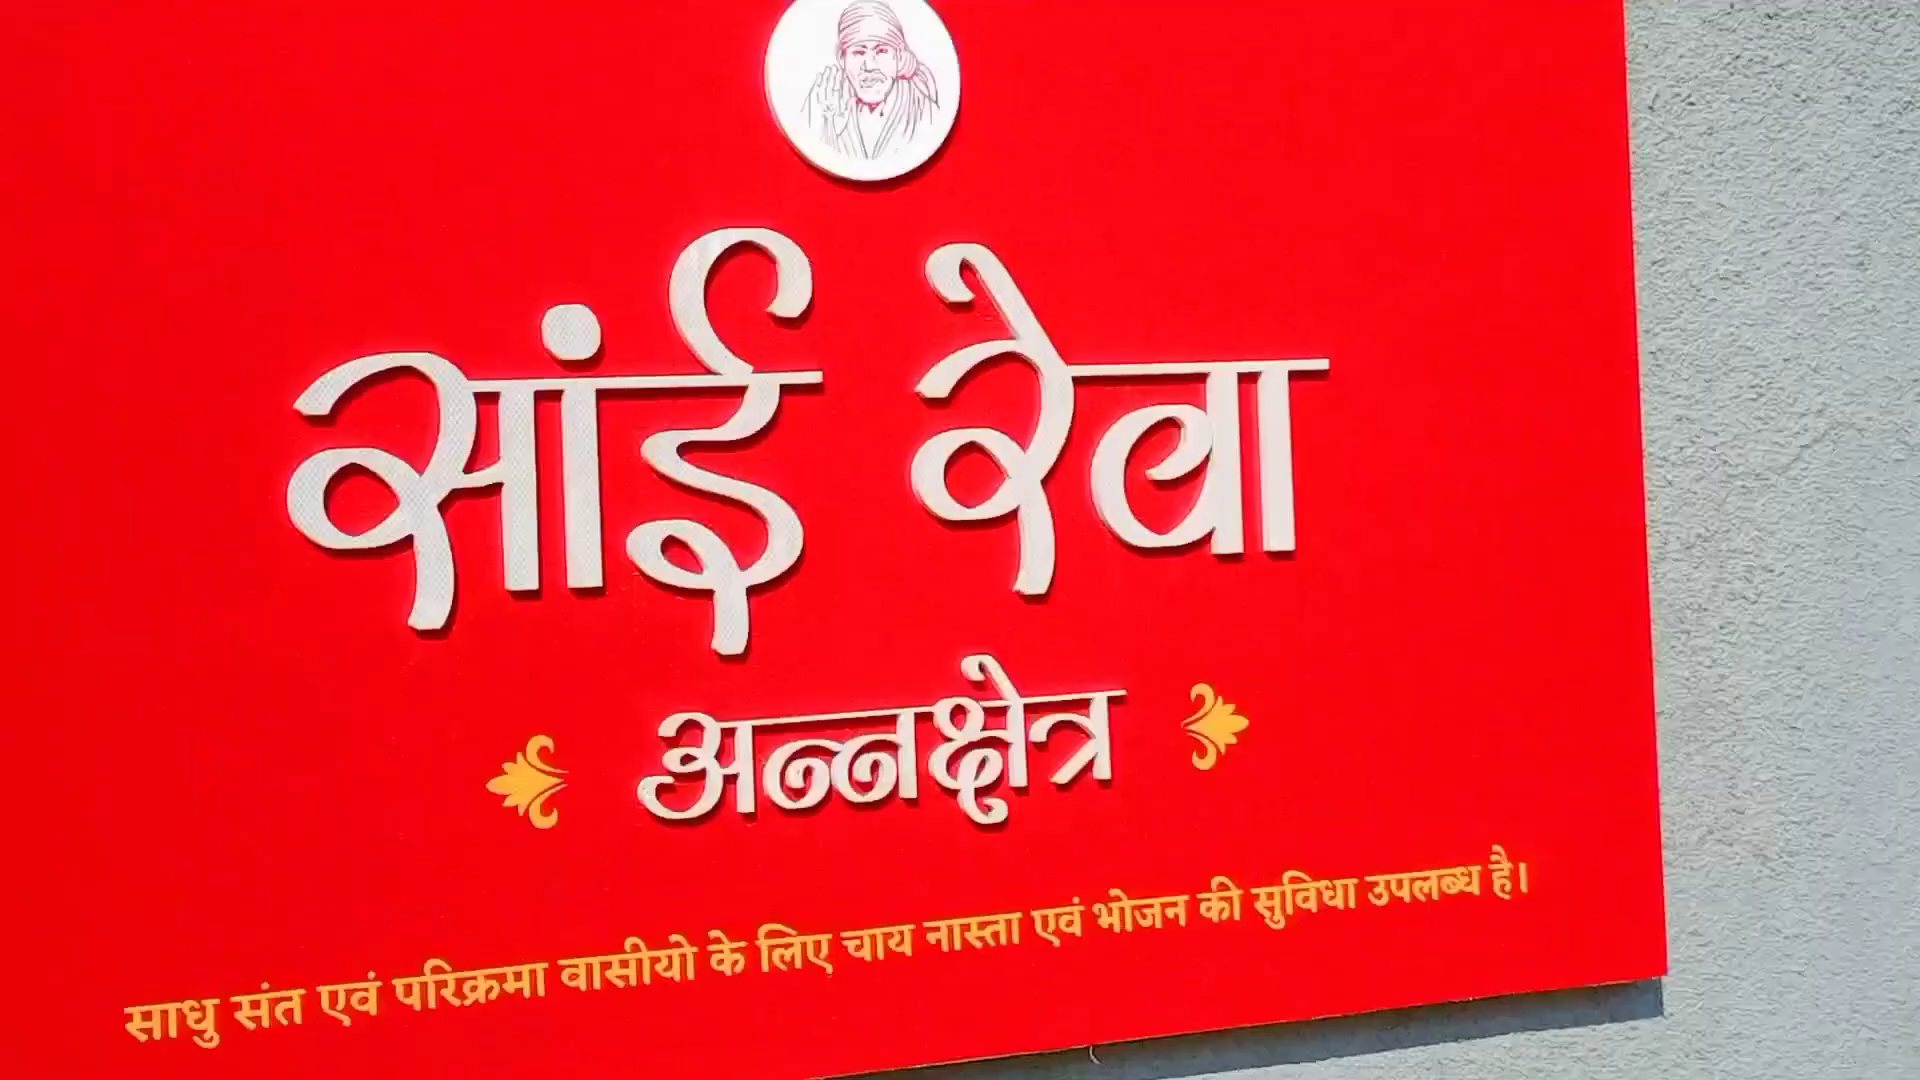 सांई रेवा
अन्नक्षेत्र
साधु संत एवं परिक्रमा वासीयो के लिए चाय नास्ता एवं भोजन की सुविधा उपलब्ध है।